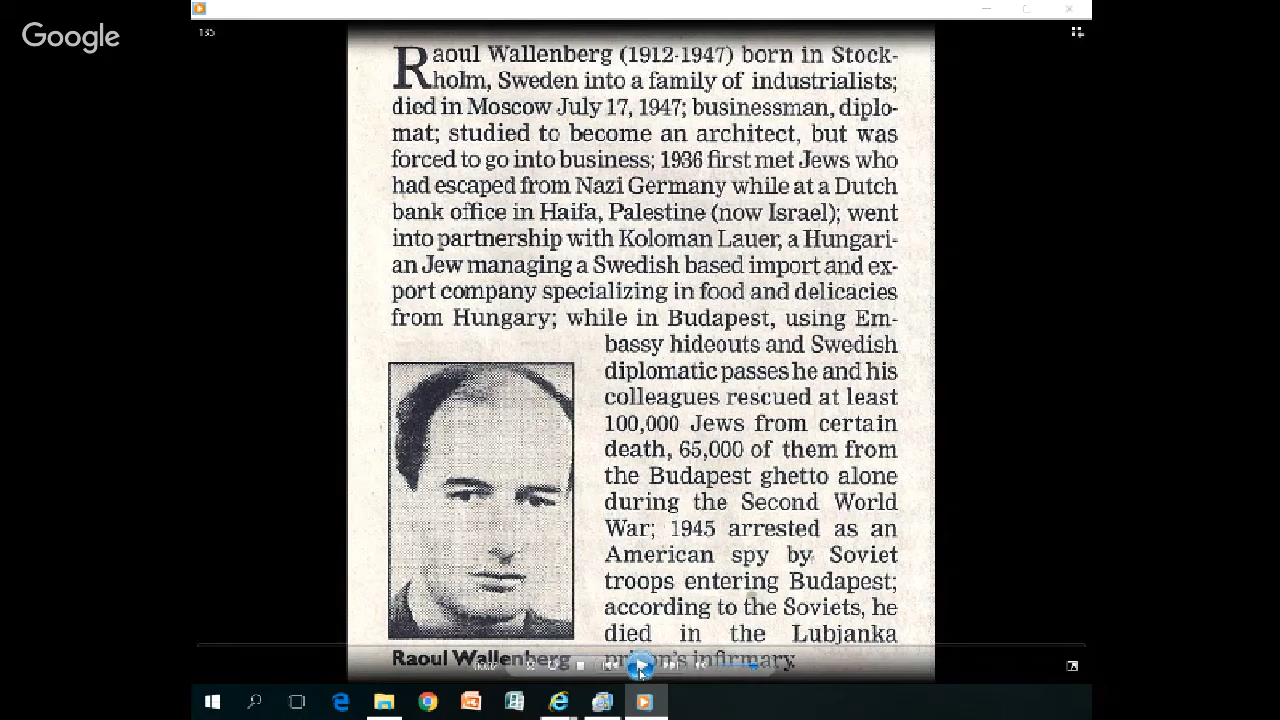 Google
135
Raoul Wallenberg (1912-1947) born in Stock-
holm, Sweden into a family of industrialists;
died in Moscow July 17, 1947; businessman, diplo-
mat; studied to become an architect, but was
forced to go into business; 1936 first met Jews who
had escaped from Nazi Germany while at a Dutch
bank office in Haifa, Palestine (now Israel); went
into partnership with Koloman Lauer, a Hungari-
an Jew managing a Swedish based import and ex-
port company specializing in food and delicacies
from Hungary; while in Budapest, using Em-
bassy hideouts and Swedish
diplomatic passes he and his
colleagues rescued at least
100,000 Jews from certain
death, 65,000 of them from
the Budapest ghetto alone
during the Second World
War; 1945 arrested as an
American spy by Soviet
troops entering Budapest;
according to the Soviets, he
died in the Lubjanka
prison's infirmary.
Raoul Wallenberg